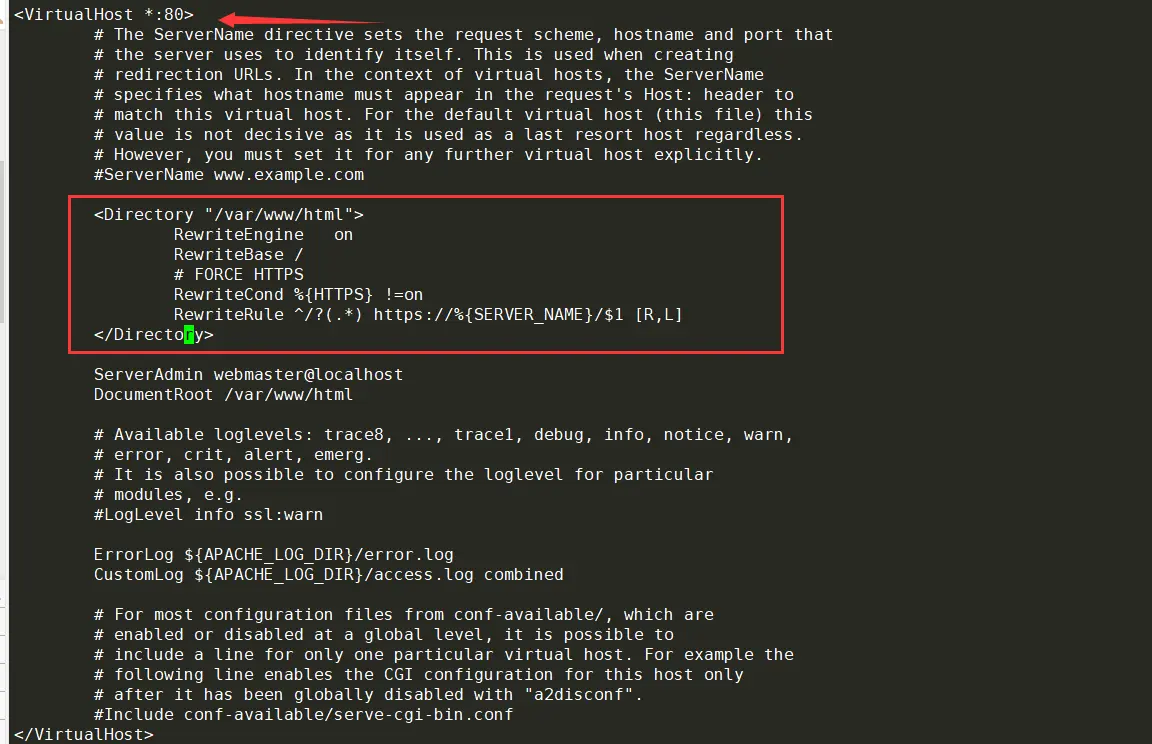 <VirtualHost *:80>
# The ServerName directive sets the request scheme, hostname and port that
# the server uses to identify itself. This is used when creating
# redirection URLs. In the context of virtual hosts, the ServerName
# specifies what hostname must appear in the request's Host: header to
# match this virtual host. For the default virtual host (this file) this
# value is not decisive as it is used as a last resort host regardless.
# However, you must set it for any further virtual host explicitly.
#ServerName www.example.com
<Directory "/var/www/html">
RewriteEngine   on
RewriteBase /
# FORCE HTTPS
RewriteCond %{HTTPS} !=on
RewriteRule ^/?(.*) https://%{SERVER_NAME}/$1 [R,L]
</Directory>
ServerAdmin webmaster@localhost
DocumentRoot /var/www/html
# Available loglevels: trace8, ..., trace1, debug, info, notice, warn,
# error, crit, alert, emerg.
# It is also possible to configure the loglevel for particular
# modules, e.g.
#LogLevel info ssl:warn
ErrorLog ${APACHE_LOG_DIR}/error.log
CustomLog ${APACHE_LOG_DIR}/access.log combined
# For most configuration files from conf-available/, which are
# enabled or disabled at a global level, it is possible to
# include a line for only one particular virtual host. For example the
# following line enables the CGI configuration for this host only
# after it has been globally disabled with "a2disconf".
#Include conf-available/serve-cgi-bin.conf
</VirtualHost>